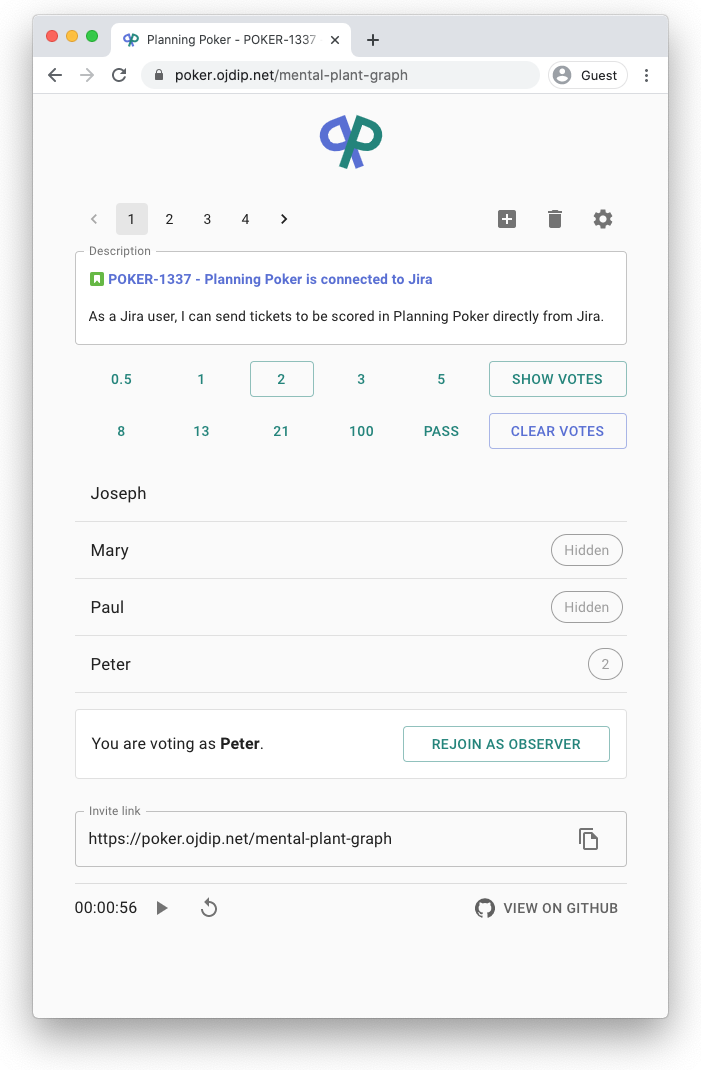 Planning Poker - POKER-1337
poker.ojdip.net/mental-plant-graph
Guest
1 2 3 4
Description
POKER-1337 - Planning Poker is connected to Jira
As a Jira user, I can send tickets to be scored in Planning Poker directly from Jira.
0.5 1 2 3 5 SHOW VOTES
8 13 21 100 PASS CLEAR VOTES
Joseph
Mary Hidden
Paul Hidden
Peter 2
You are voting as Peter. REJOIN AS OBSERVER
Invite link
https://poker.ojdip.net/mental-plant-graph
00:00:56 VIEW ON GITHUB